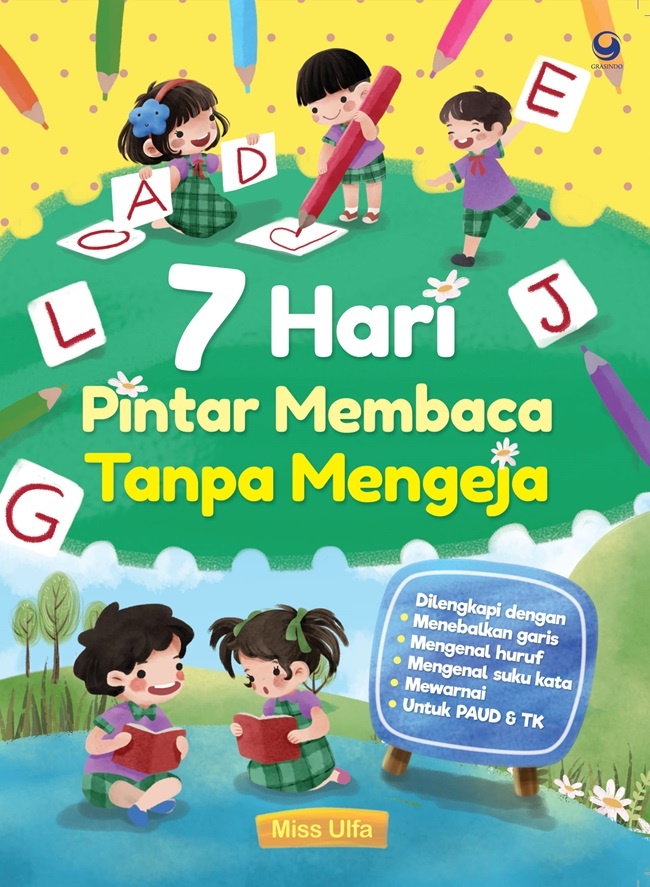 GRASINDO
E
D
A
C
L
J
7 Hari
Pintar Membaca
Tanpa Mengeja
G
Dilengkapi dengan
• Menebalkan garis
• Mengenal huruf
• Mengenal suku kata
• Mewarnai
• Untuk PAUD & TK
Miss Ulfa